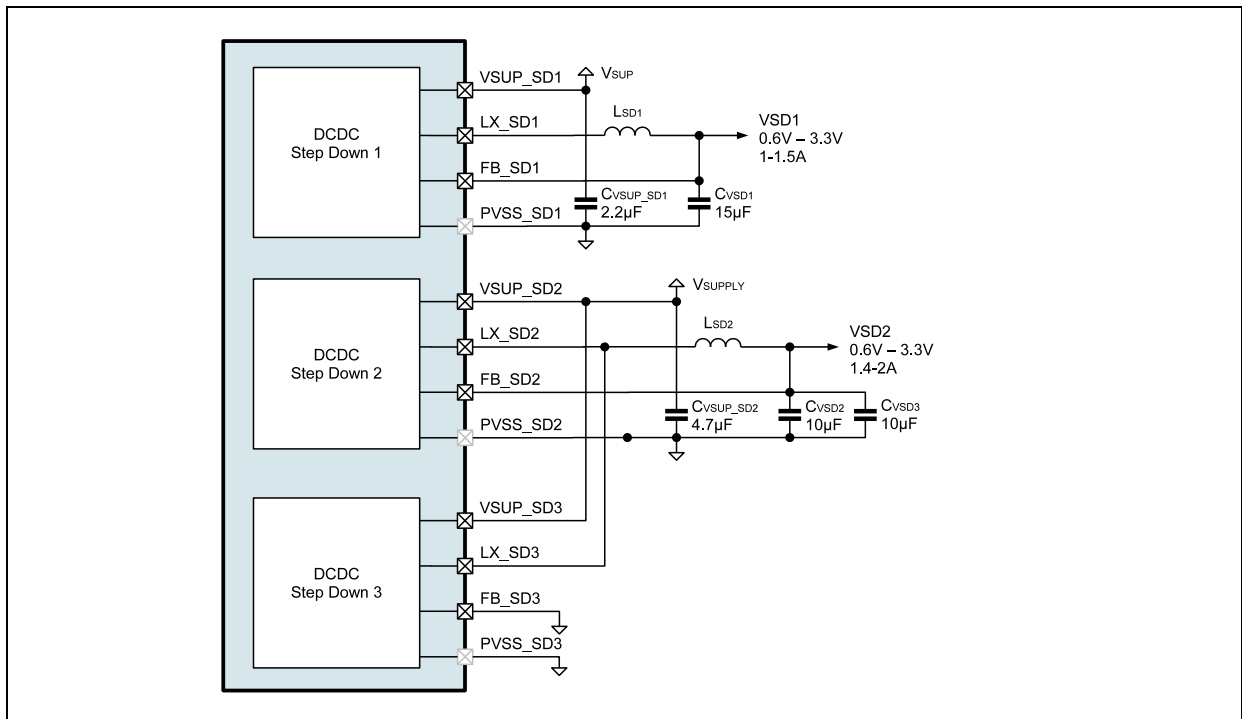 DCDC
Step Down 1
VSUP_SD1
LX_SD1
FB_SD1
PVSS_SD1
VSUP
LSD1
VSD1
0.6V – 3.3V
1-1.5A
CVSUP_SD1
2.2µF
CVSD1
15µF
DCDC
Step Down 2
VSUP_SD2
LX_SD2
FB_SD2
PVSS_SD2
VSUPPLY
LSD2
VSD2
0.6V – 3.3V
1.4-2A
CVSUP_SD2
4.7µF
CVSD2
10µF
CVSD3
10µF
DCDC
Step Down 3
VSUP_SD3
LX_SD3
FB_SD3
PVSS_SD3